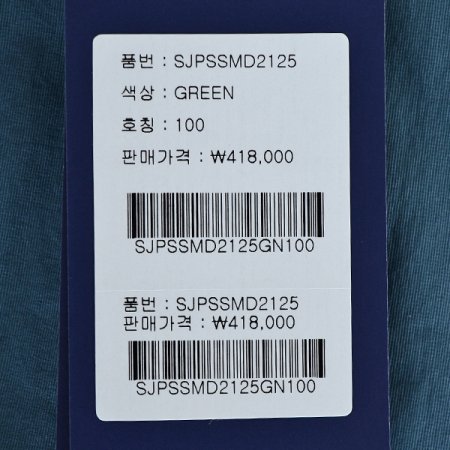 품번 : SJPSSMD2125
색상 : GREEN
호칭 : 100
판매가격 : ₩418,000
SJPSSMD2125GN100
품번 : SJPSSMD2125
판매가격 : ₩418,000
SJPSSMD2125GN100